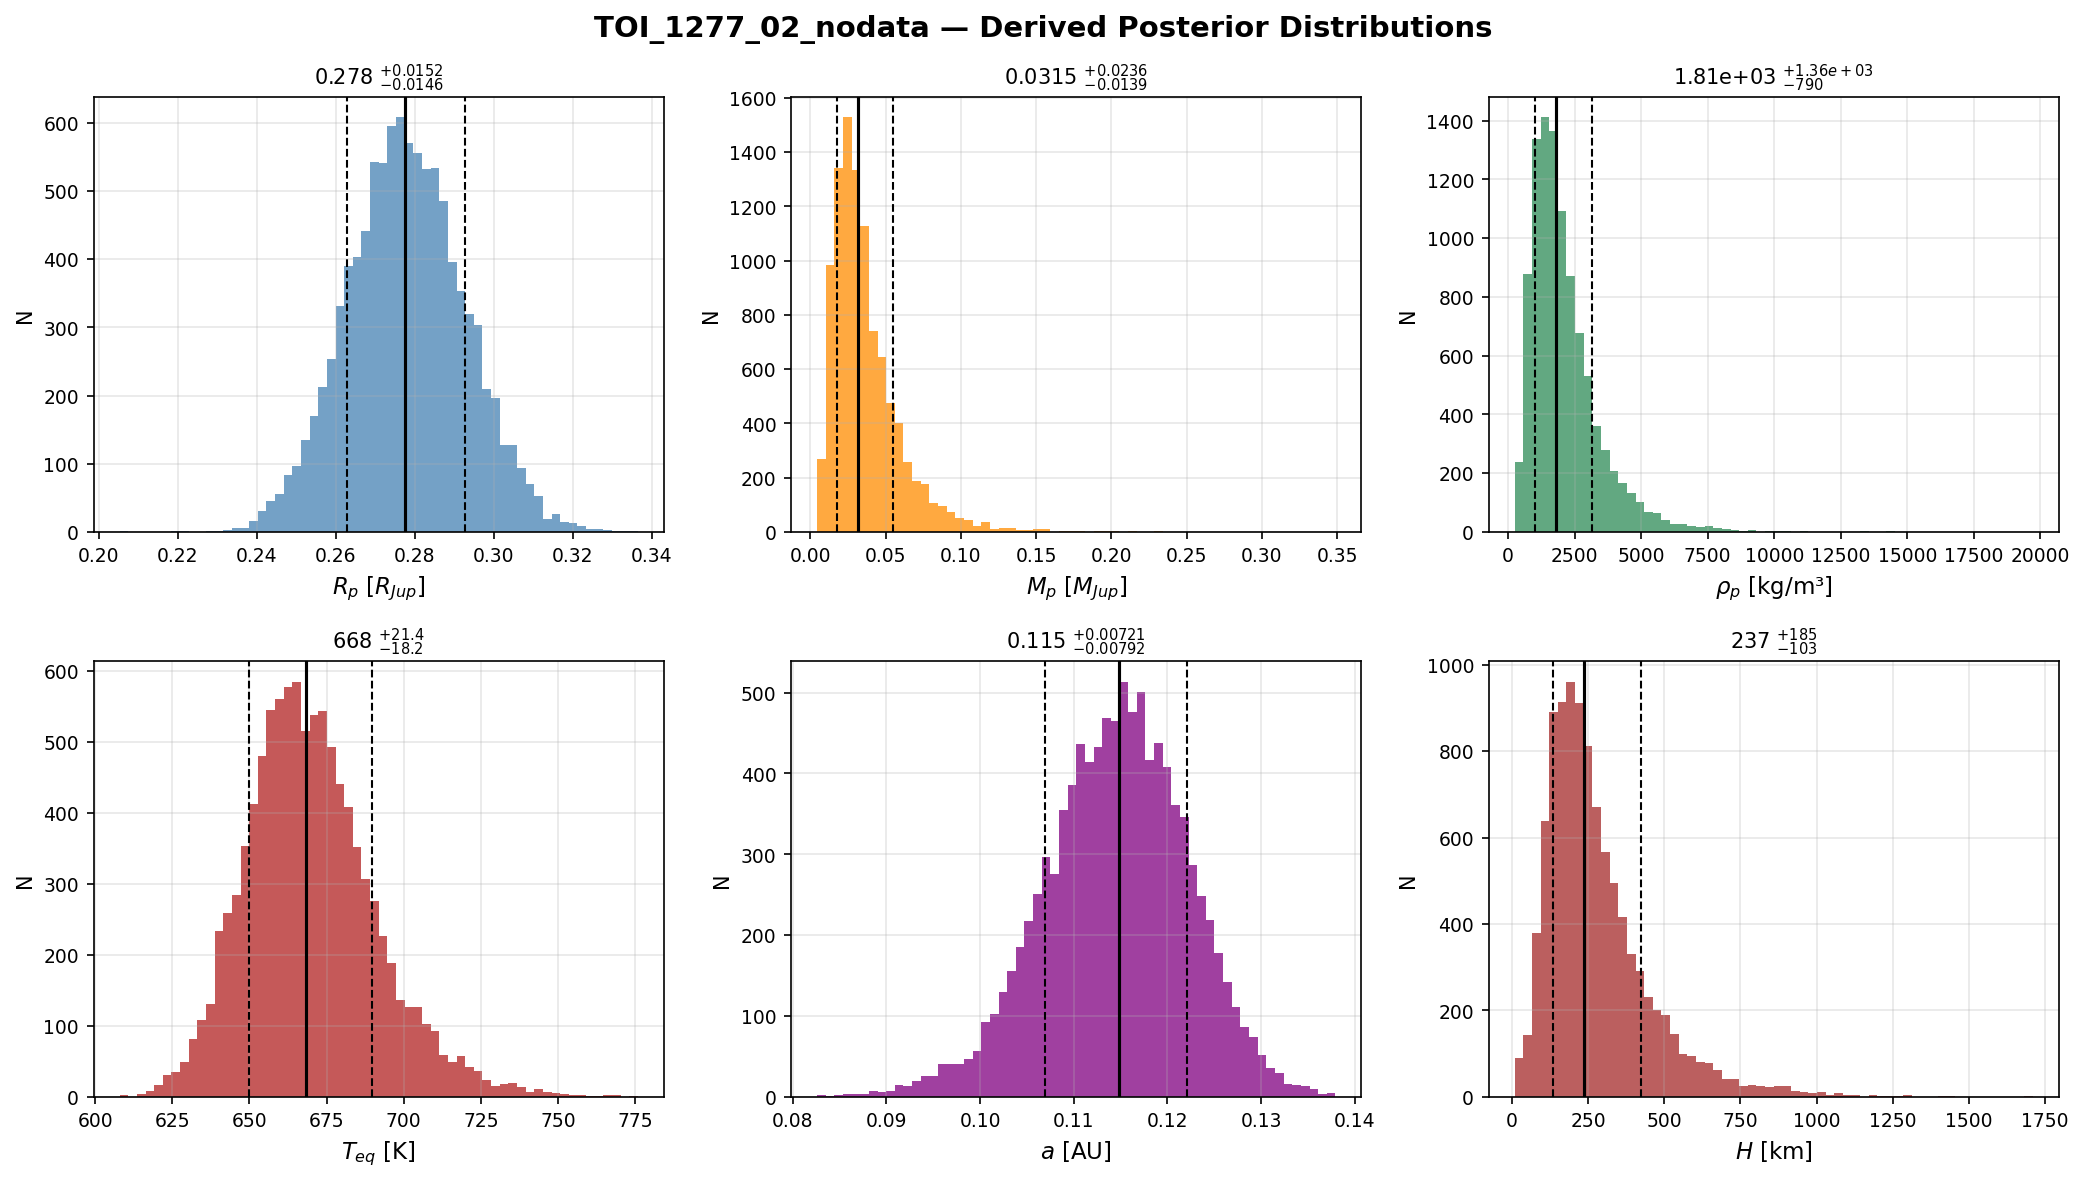 TOI_1277_02_nodata — Derived Posterior Distributions
0.278 +0.0152 −0.0146
0.0315 +0.0236 −0.0139
1.81e+03 +1.36e+03 −790
N
600
500
400
300
200
100
0
0.20 0.22 0.24 0.26 0.28 0.30 0.32 0.34
R_p [R_Jup]
N
1600
1400
1200
1000
800
600
400
200
0
0.00 0.05 0.10 0.15 0.20 0.25 0.30 0.35
M_p [M_Jup]
N
1400
1200
1000
800
600
400
200
0
0 2500 5000 7500 10000 12500 15000 17500 20000
ρ_p [kg/m³]
668 +21.4 −18.2
0.115 +0.00721 −0.00792
237 +185 −103
N
600
500
400
300
200
100
0
600 625 650 675 700 725 750 775
T_eq [K]
N
500
400
300
200
100
0
0.08 0.09 0.10 0.11 0.12 0.13 0.14
a [AU]
N
1000
800
600
400
200
0
0 250 500 750 1000 1250 1500 1750
H [km]